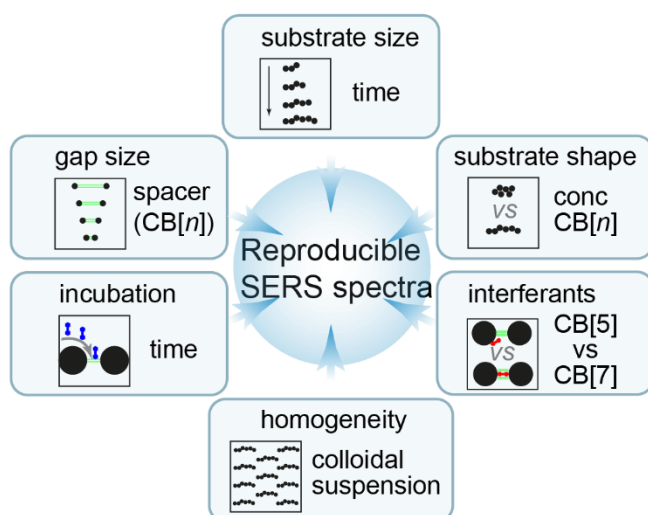 substrate size
time
gap size
spacer
(CB[n])
substrate shape
vs
conc
CB[n]
Reproducible
SERS spectra
incubation
time
interferants
vs
CB[5]
vs
CB[7]
homogeneity
colloidal
suspension